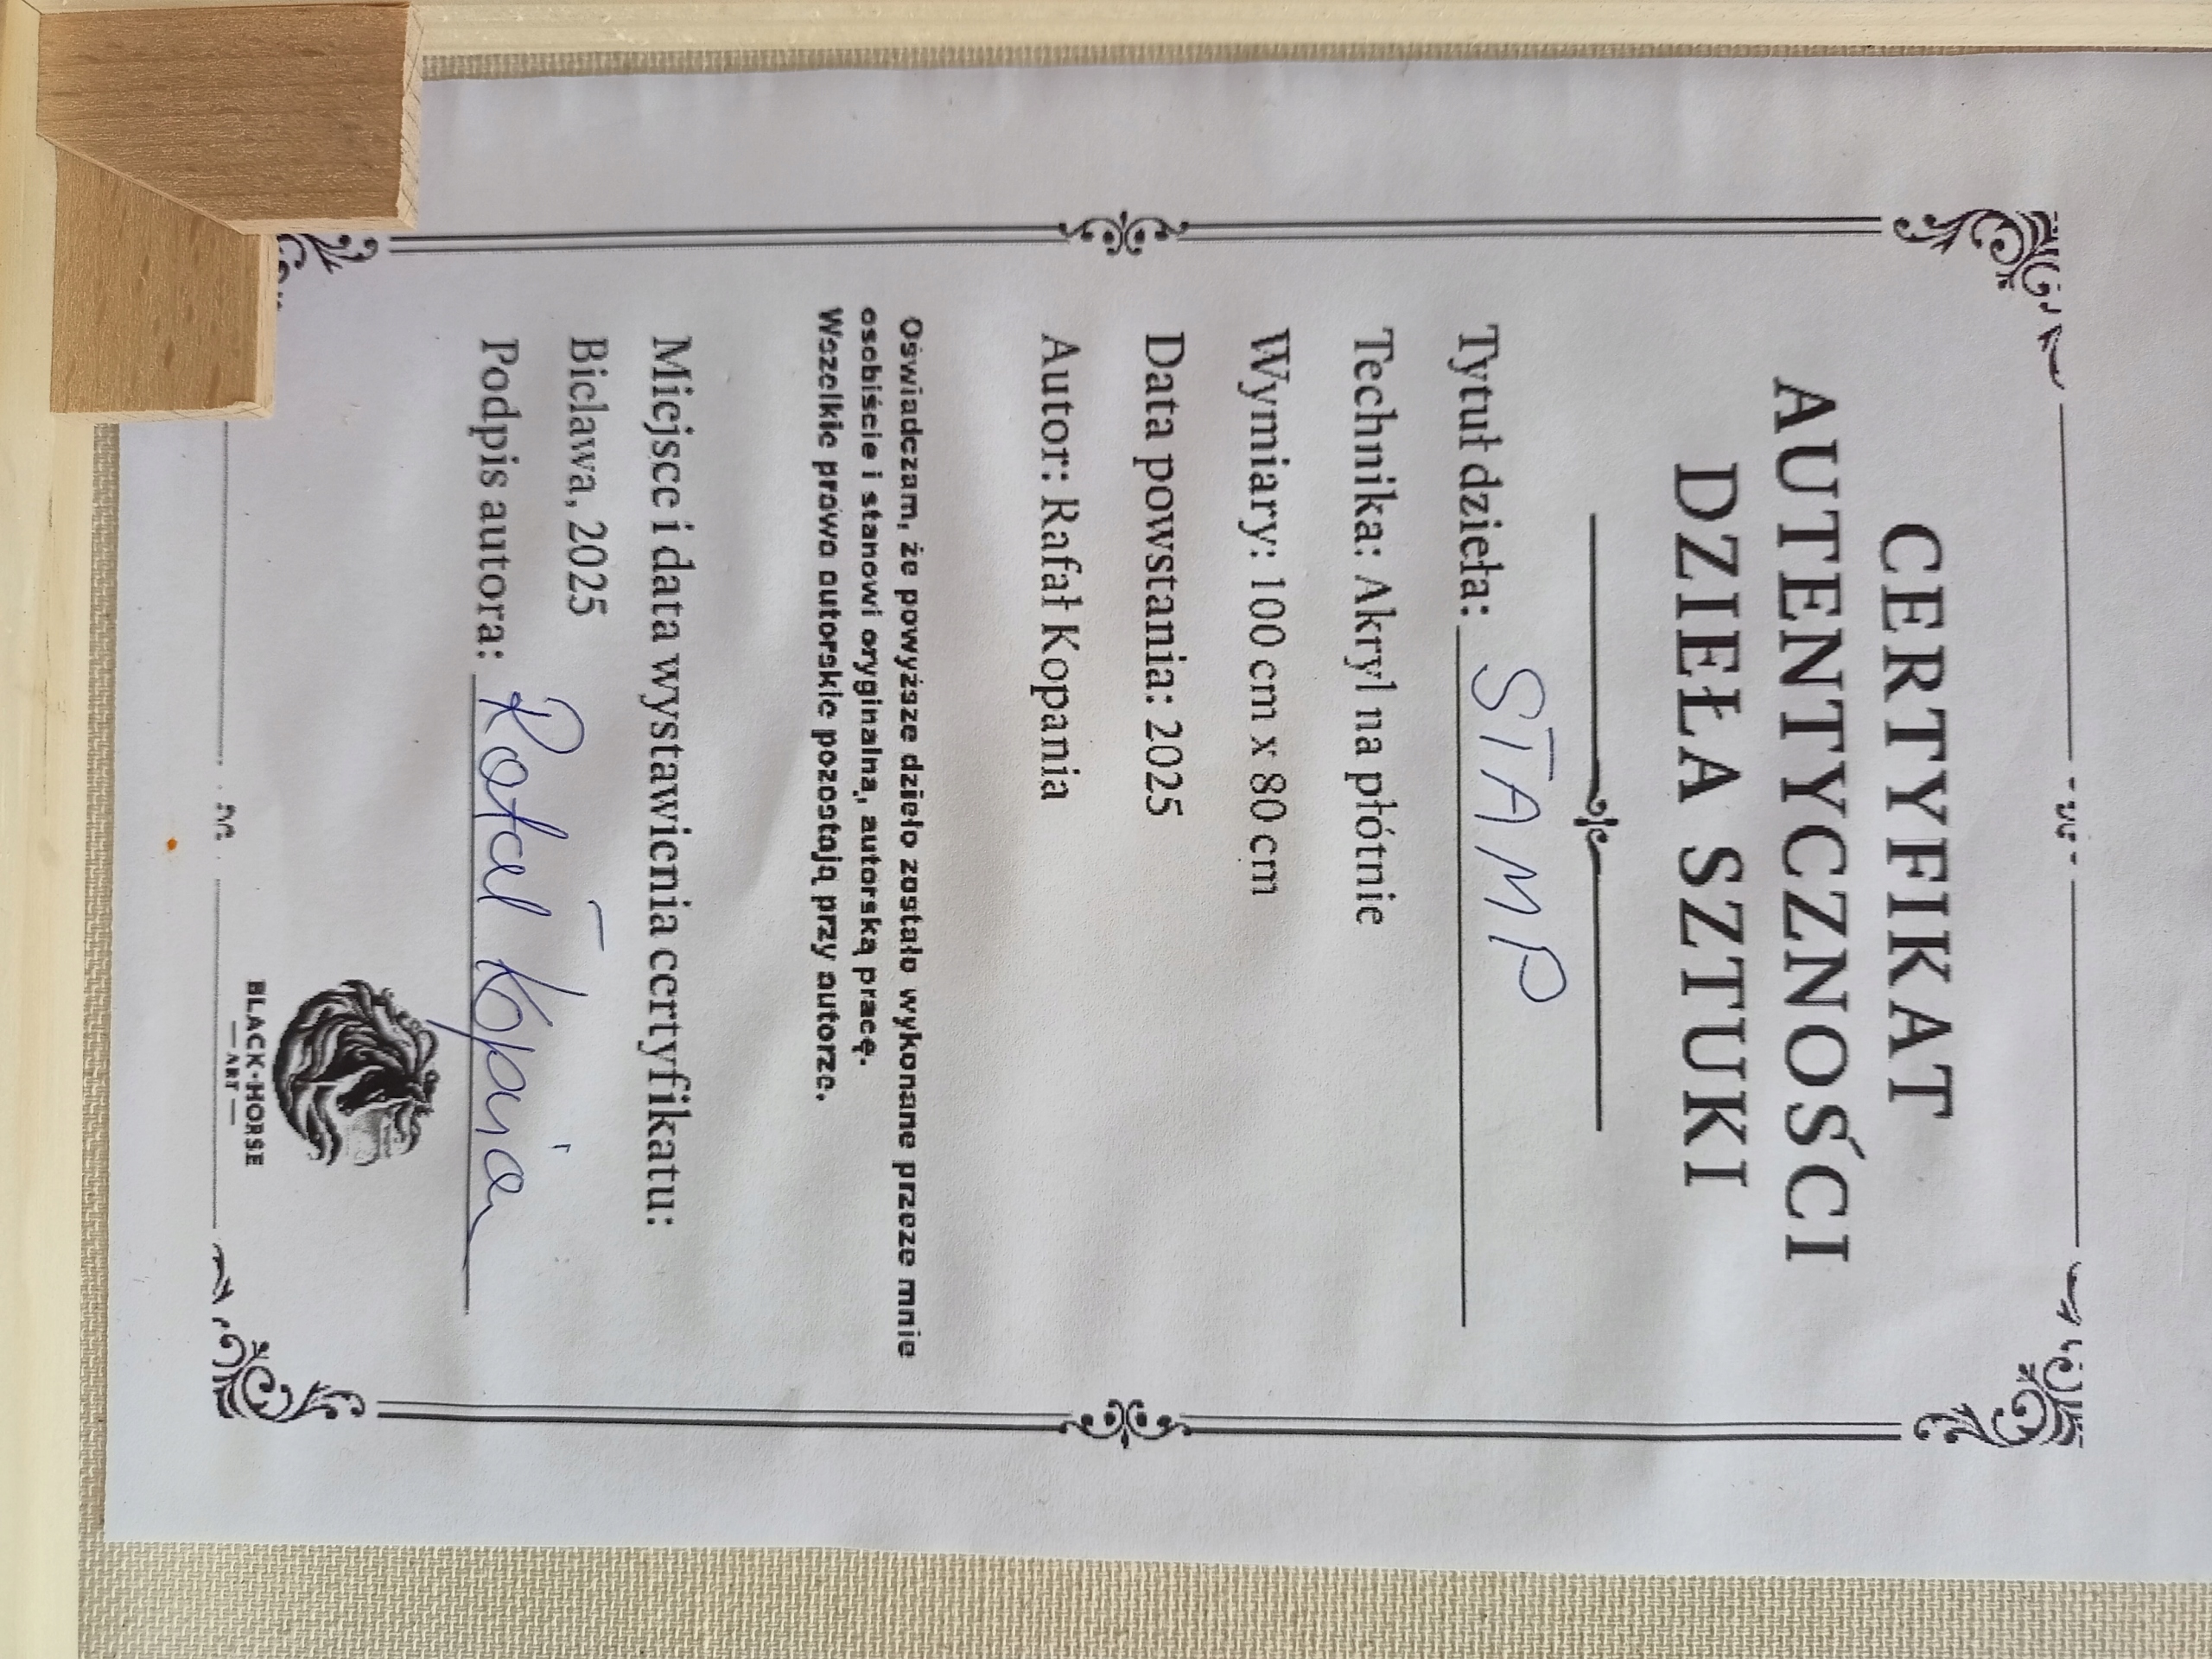 CERTYFIKAT
AUTENTYCZNOŚCI
DZIEŁA SZTUKI
Tytuł dzieła: STAMP
Technika: Akryl na płótnie
Wymiary: 100 cm x 80 cm
Data powstania: 2025
Autor: Rafał Kopania
Oświadczam, że powyższe dzieło zostało wykonane przeze mnie
osobiście i stanowi oryginalną, autorską pracę.
Wszelkie prawa autorskie pozostają przy autorze.
Miejsce i data wystawienia certyfikatu:
Bielawa, 2025
Podpis autora: Rafał Kopania
BLACK-HORSE
ART